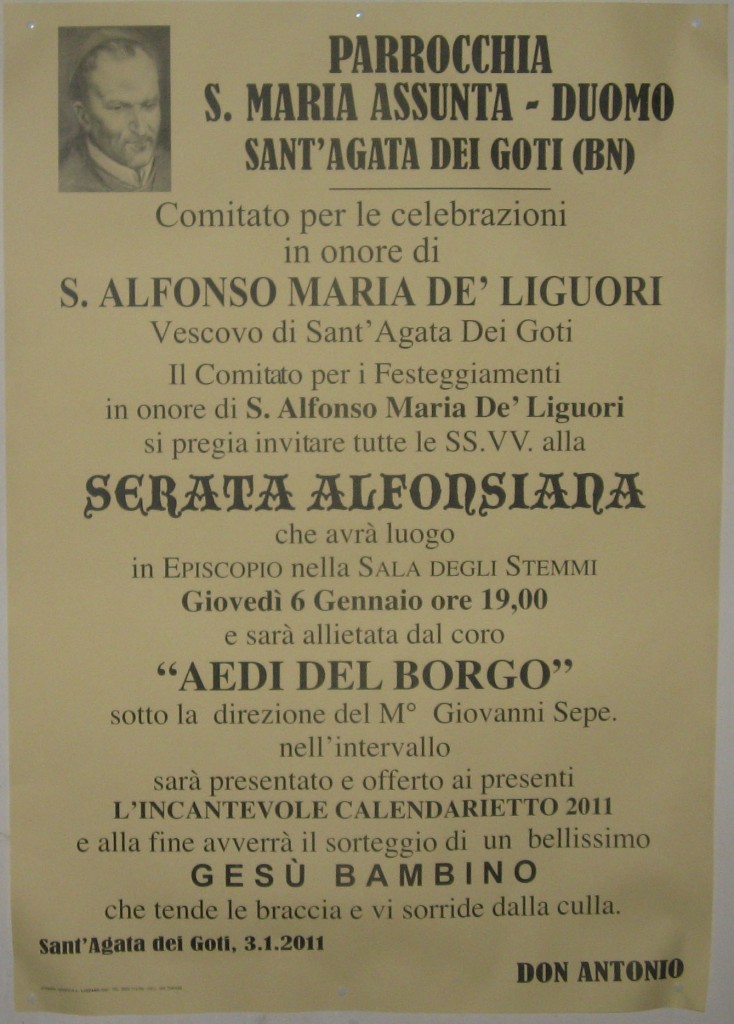 PARROCCHIA
S. MARIA ASSUNTA - DUOMO
SANT'AGATA DEI GOTI (BN)
Comitato per le celebrazioni
in onore di
S. ALFONSO MARIA DE' LIGUORI
Vescovo di Sant'Agata Dei Goti
Il Comitato per i Festeggiamenti
in onore di S. Alfonso Maria De' Liguori
si pregia invitare tutte le SS.VV. alla
SERATA ALFONSIANA
che avrà luogo
in EPISCOPIO nella SALA DEGLI STEMMI
Giovedì 6 Gennaio ore 19,00
e sarà allietata dal coro
“AEDI DEL BORGO”
sotto la direzione del M° Giovanni Sepe.
nell'intervallo
sarà presentato e offerto ai presenti
L'INCANTEVOLE CALENDARIETTO 2011
e alla fine avverrà il sorteggio di un bellissimo
GESÙ BAMBINO
che tende le braccia e vi sorride dalla culla.
Sant'Agata dei Goti, 3.1.2011
DON ANTONIO